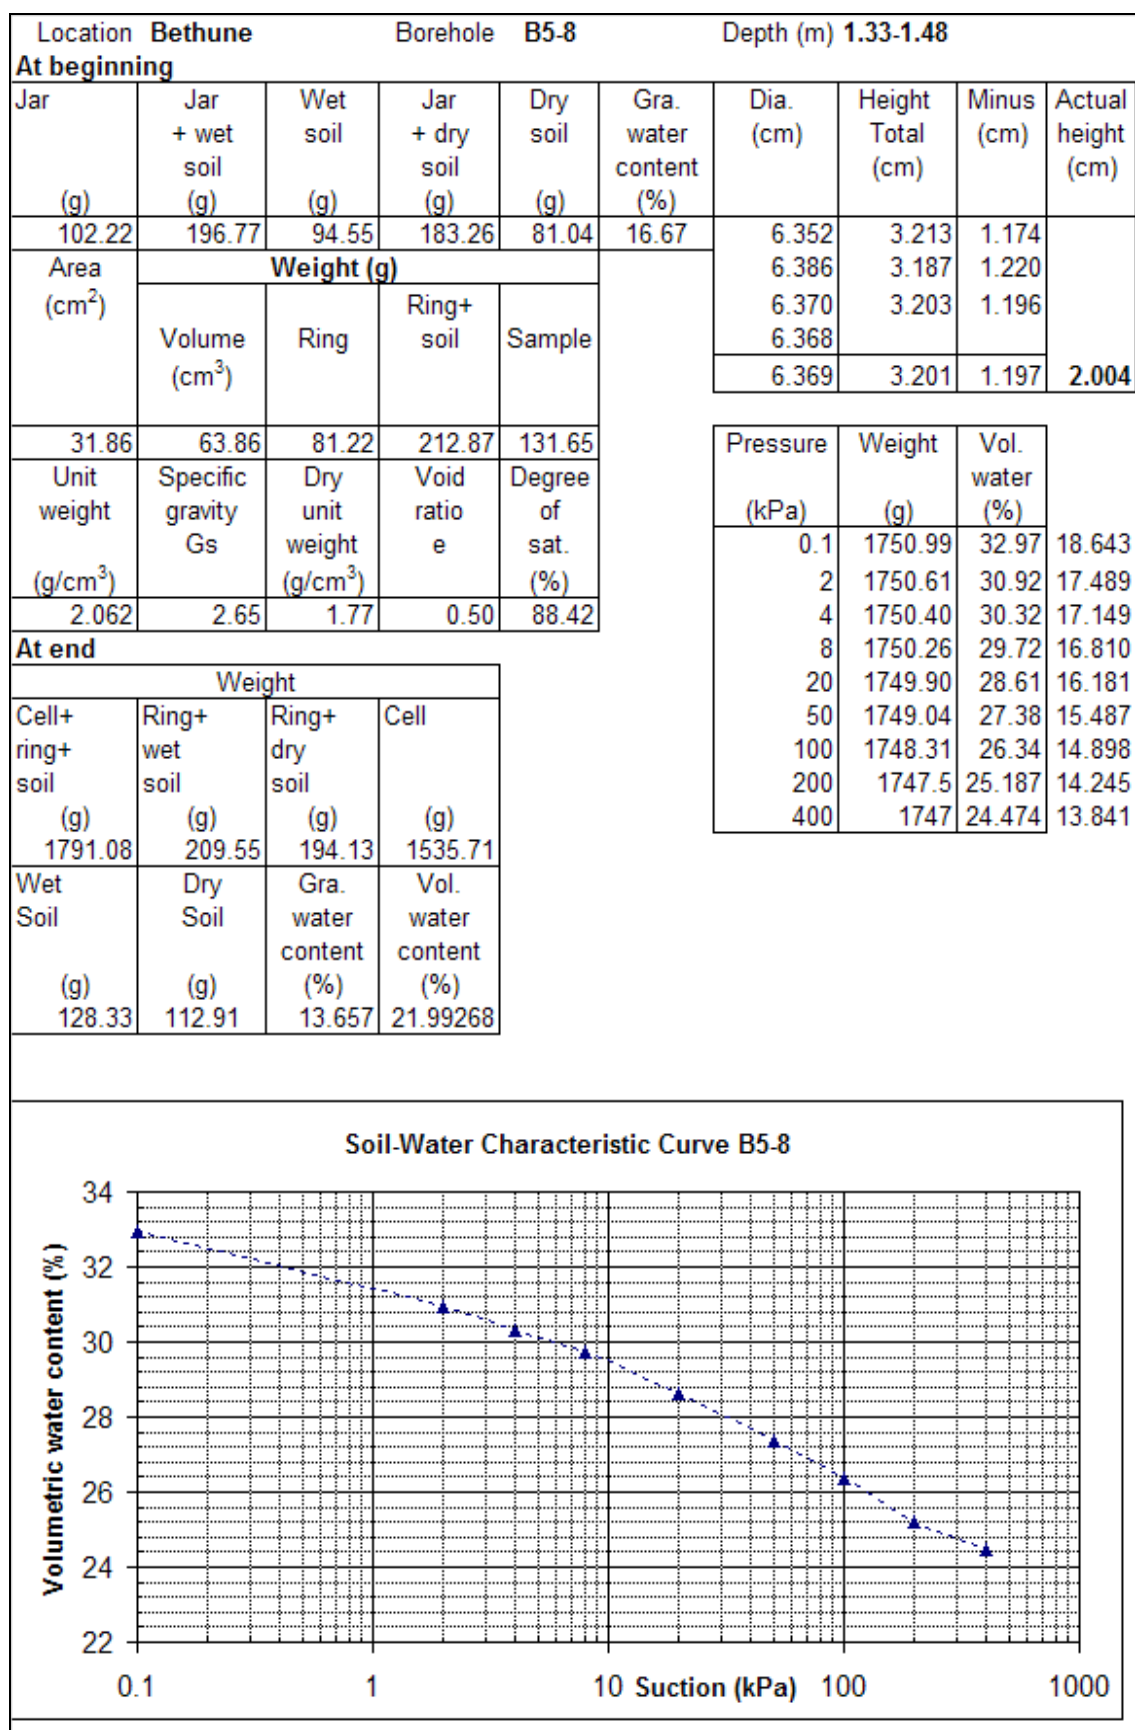 Location Bethune Borehole B5-8 Depth (m) 1.33-1.48
At beginning
Jar Jar Wet Jar Dry Gra. Dia. Height Minus Actual
+ wet soil + dry soil water (cm) Total (cm) height
soil soil content (cm) (cm)
(g) (g) (g) (g) (g) (%)
102.22 196.77 94.55 183.26 81.04 16.67 6.352 3.213 1.174
Area Weight (g) 6.386 3.187 1.220
(cm2) Ring+ 6.370 3.203 1.196
Volume Ring soil Sample 6.368
(cm3) 6.369 3.201 1.197 2.004
31.86 63.86 81.22 212.87 131.65 Pressure Weight Vol.
Unit Specific Dry Void Degree water
weight gravity unit ratio of (kPa) (g) (%)
Gs weight e sat. 0.1 1750.99 32.97 18.643
(g/cm3) (g/cm3) (%) 2 1750.61 30.92 17.489
2.062 2.65 1.77 0.50 88.42 4 1750.40 30.32 17.149
At end 8 1750.26 29.72 16.810
Weight 20 1749.90 28.61 16.181
Cell+ Ring+ Ring+ Cell 50 1749.04 27.38 15.487
ring+ wet dry 100 1748.31 26.34 14.898
soil soil soil 200 1747.5 25.187 14.245
(g) (g) (g) (g) 400 1747 24.474 13.841
1791.08 209.55 194.13 1535.71
Wet Dry Gra. Vol.
Soil Soil water water
content content
(g) (g) (%) (%)
128.33 112.91 13.657 21.99268
Soil-Water Characteristic Curve B5-8
34
32
30
28
26
24
22
Volumetric water content (%)
0.1 1 10 Suction (kPa) 100 1000